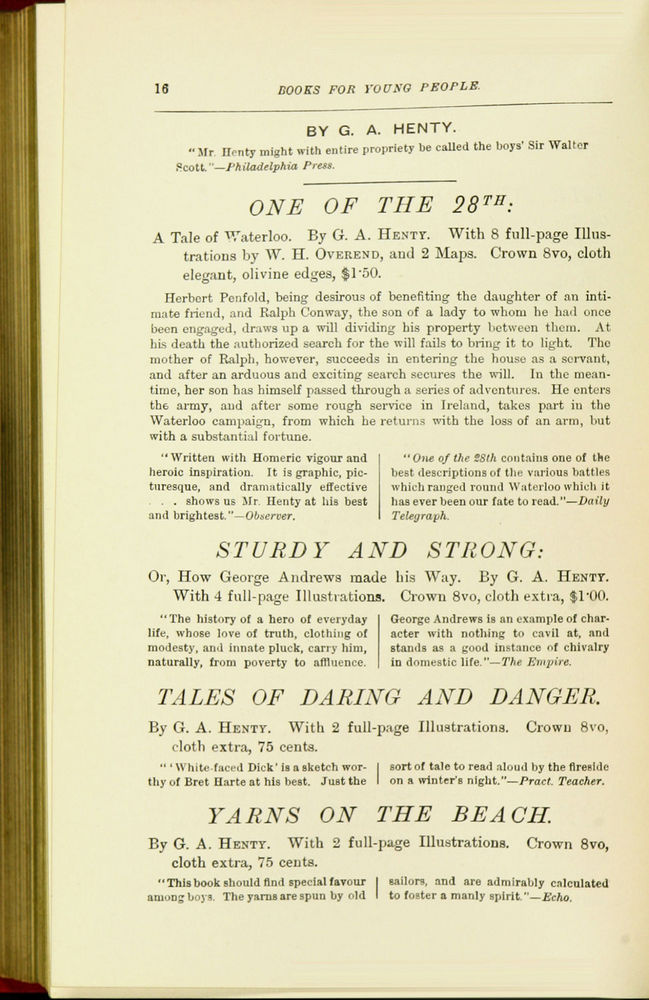 16 BOOKS FOR YOUNG PEOPLE.
BY G. A. HENTY.
"Mr. Henty might with entire propriety be called the boys' Sir Walter
Scott."—Philadelphia Press.
ONE OF THE 28TH:
A Tale of Waterloo. By G. A. HENTY. With 8 full-page Illus-
trations by W. H. OVEREND, and 2 Maps. Crown 8vo, cloth
elegant, olivine edges, $1·50.
Herbert Penfold, being desirous of benefiting the daughter of an inti-
mate friend, and Ralph Conway, the son of a lady to whom he had once
been engaged, draws up a will dividing his property between them. At
his death the authorized search for the will fails to bring it to light. The
mother of Ralph, however, succeeds in entering the house as a servant,
and after an arduous and exciting search secures the will. In the mean-
time, her son has himself passed through a series of adventures. He enters
the army, and after some rough service in Ireland, takes part in the
Waterloo campaign, from which he returns with the loss of an arm, but
with a substantial fortune.
"Written with Homeric vigour and
heroic inspiration. It is graphic, pic-
turesque, and dramatically effective
. . . shows us Mr. Henty at his best
and brightest."—Observer.
"One of the 28th contains one of the
best descriptions of the various battles
which ranged round Waterloo which it
has ever been our fate to read."—Daily
Telegraph.
STURDY AND STRONG:
Or, How George Andrews made his Way. By G. A. HENTY.
With 4 full-page Illustrations. Crown 8vo, cloth extra, $1·00.
"The history of a hero of everyday
life, whose love of truth, clothing of
modesty, and innate pluck, carry him,
naturally, from poverty to affluence.
George Andrews is an example of char-
acter with nothing to cavil at, and
stands as a good instance of chivalry
in domestic life."—The Empire.
TALES OF DARING AND DANGER.
By G. A. HENTY. With 2 full-page Illustrations. Crown 8vo,
cloth extra, 75 cents.
"'White-faced Dick' is a sketch wor-
thy of Bret Harte at his best. Just the
sort of tale to read aloud by the fireside
on a winter's night."—Pract. Teacher.
YARNS ON THE BEACH.
By G. A. HENTY. With 2 full-page Illustrations. Crown 8vo,
cloth extra, 75 cents.
"This book should find special favour
among boys. The yarns are spun by old
sailors, and are admirably calculated
to foster a manly spirit."—Echo.